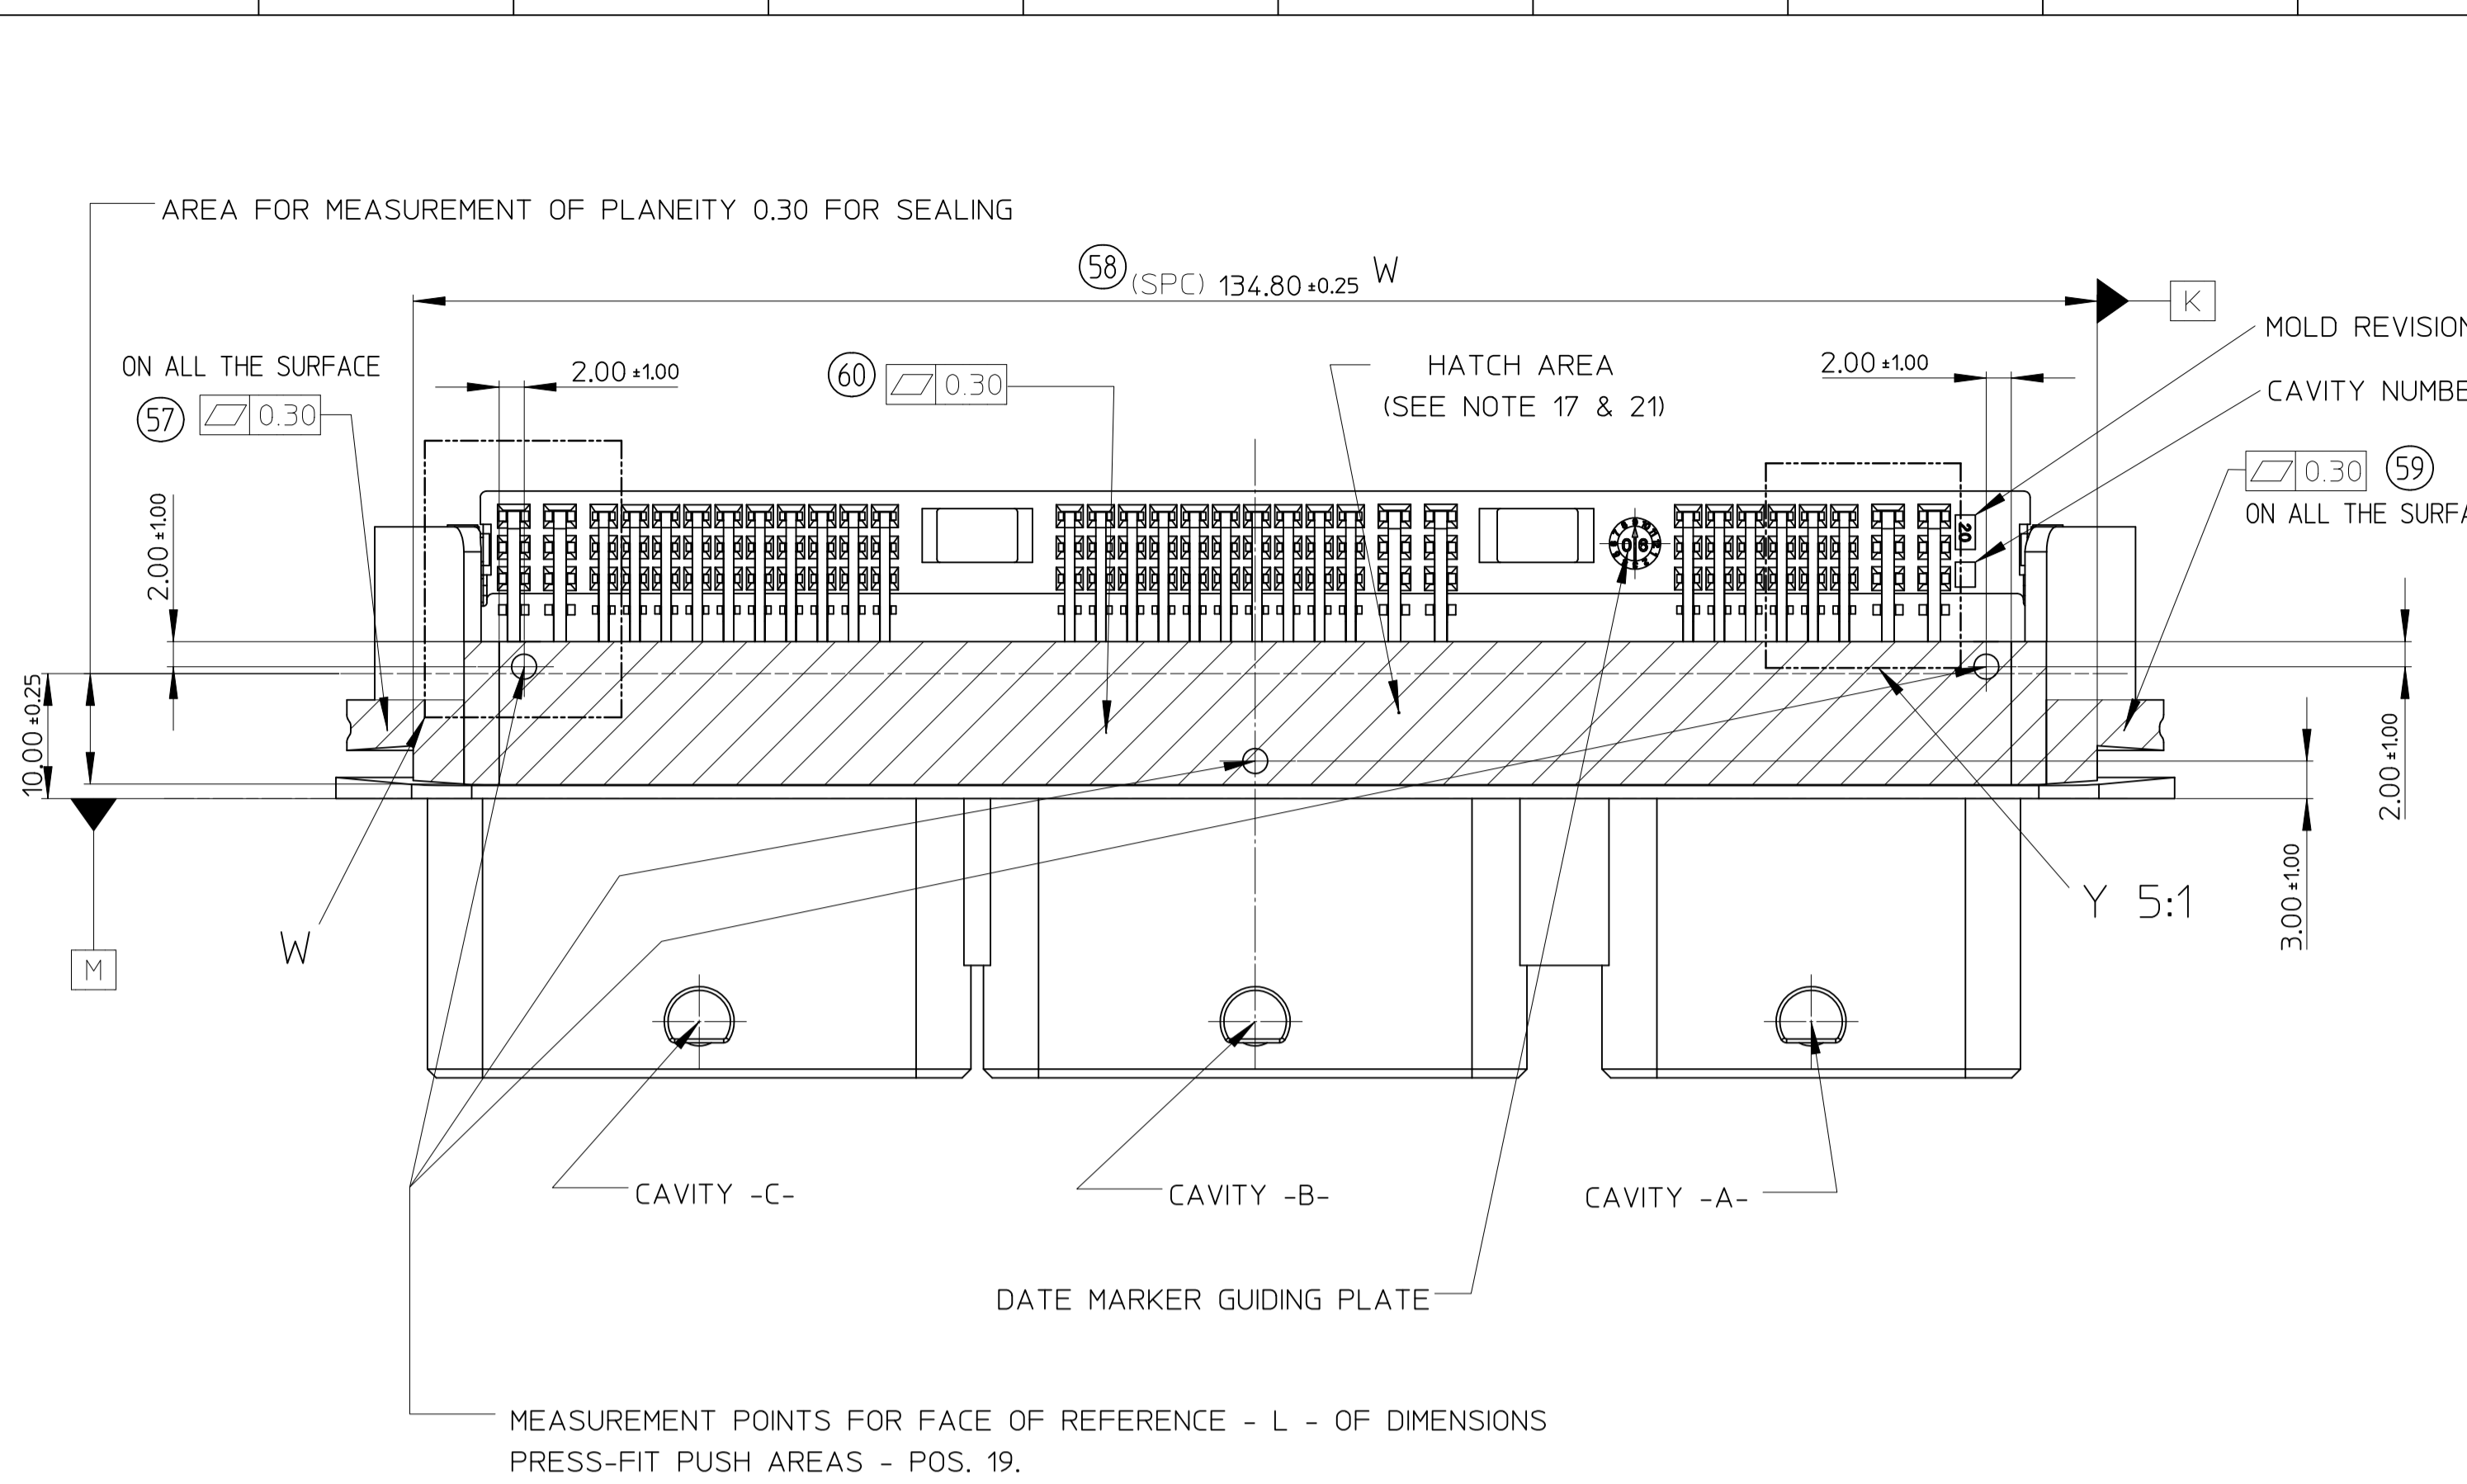 AREA FOR MEASUREMENT OF PLANEITY 0.30 FOR SEALING
58 (SPC) 134.80 ±0.25 W
K
MOLD REVISION
ON ALL THE SURFACE
2.00 ±1.00
60 0.30
HATCH AREA
(SEE NOTE 17 & 21)
2.00 ±1.00
57 0.30
0.30 59
ON ALL THE
2.00 ±1.00
20
06
CAVITY
10.00 ±0.25
2.00 ±1.00
3.00 ±1.00
W
Y 5:1
M
CAVITY -C-
CAVITY -B-
CAVITY -A-
DATE MARKER GUIDING PLATE
MEASUREMENT POINTS FOR FACE OF REFERENCE - L - OF DIMENSIONS
PRESS-FIT PUSH AREAS - POS. 19.